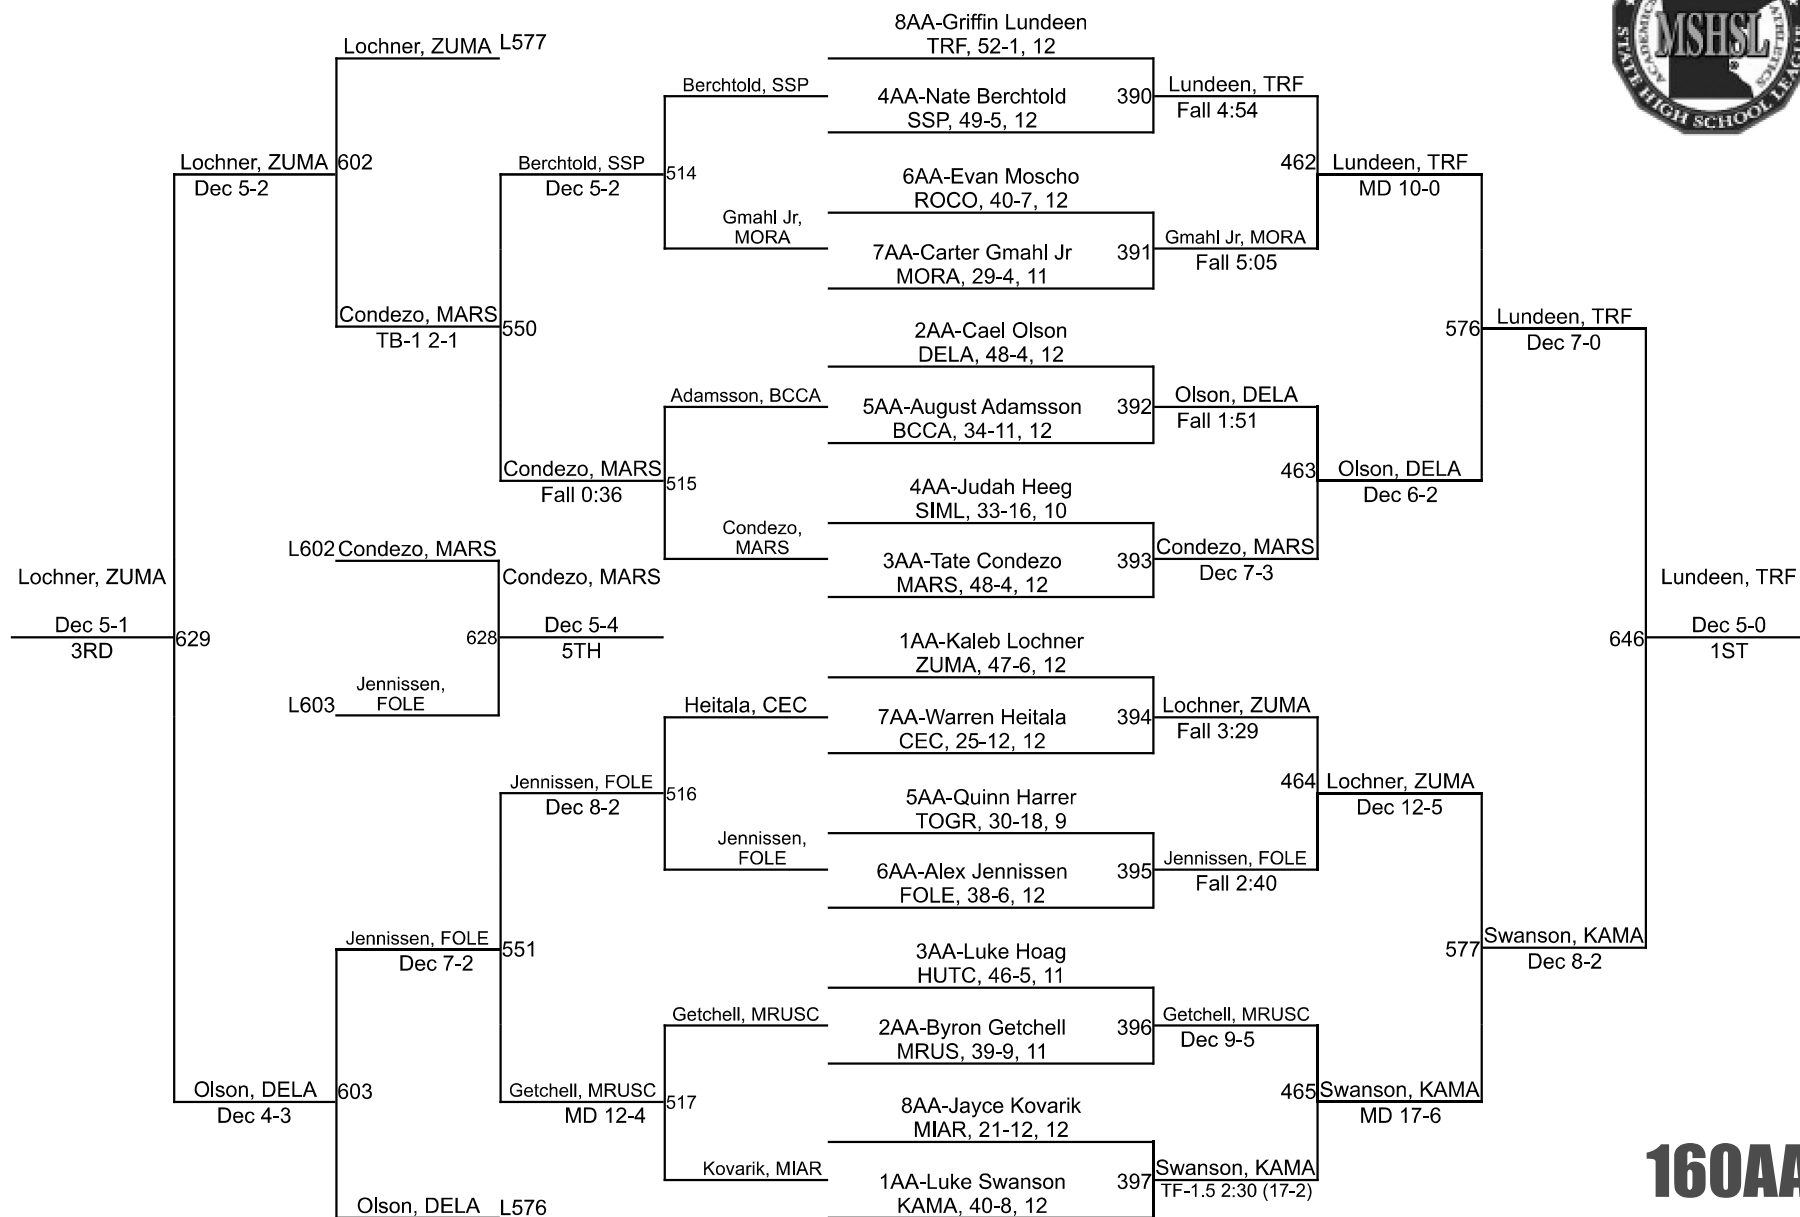 8AA-Griffin Lundeen
TRF, 52-1, 12
4AA-Nate Berchtold
SSP, 49-5, 12
6AA-Evan Moscho
ROCO, 40-7, 12
7AA-Carter Gmahl Jr
MORA, 29-4, 11
2AA-Cael Olson
DELA, 48-4, 12
5AA-August Adamsson
BCCA, 34-11, 12
4AA-Judah Heeg
SIML, 33-16, 10
3AA-Tate Condezo
MARS, 48-4, 12
1AA-Kaleb Lochner
ZUMA, 47-6, 12
7AA-Warren Heitala
CEC, 25-12, 12
5AA-Quinn Harrer
TOGR, 30-18, 9
6AA-Alex Jennissen
FOLE, 38-6, 12
3AA-Luke Hoag
HUTC, 46-5, 11
2AA-Byron Getchell
MRUS, 39-9, 11
8AA-Jayce Kovarik
MIAR, 21-12, 12
1AA-Luke Swanson
KAMA, 40-8, 12
390
Lundeen, TRF
Fall 4:54
391
Gmahl Jr, MORA
Fall 5:05
392
Olson, DELA
Fall 1:51
393
Condezo, MARS
Dec 7-3
394
Lochner, ZUMA
Fall 3:29
395
Jennissen, FOLE
Fall 2:40
396
Getchell, MRUSC
Dec 9-5
397
Swanson, KAMA
TF-1.5 2:30 (17-2)
462
Lundeen, TRF
MD 10-0
463
Olson, DELA
Dec 6-2
464
Lochner, ZUMA
Dec 12-5
465
Swanson, KAMA
MD 17-6
576
Lundeen, TRF
Dec 7-0
577
Swanson, KAMA
Dec 8-2
646
Lundeen, TRF
Dec 5-0
1ST
Berchtold, SSP
Gmahl Jr,
MORA
Adamsson, BCCA
Condezo,
MARS
Heitala, CEC
Jennissen,
FOLE
Getchell, MRUSC
Kovarik, MIAR
514
Berchtold, SSP
Dec 5-2
515
Condezo, MARS
Fall 0:36
516
Jennissen, FOLE
Dec 8-2
517
Getchell, MRUSC
MD 12-4
550
Condezo, MARS
TB-1 2-1
551
Jennissen, FOLE
Dec 7-2
Lochner, ZUMA L577
Olson, DELA L576
602
Lochner, ZUMA
Dec 5-2
603
Olson, DELA
Dec 4-3
L602 Condezo, MARS
L603
Jennissen,
FOLE
628
Condezo, MARS
Dec 5-4
5TH
629
Lochner, ZUMA
Dec 5-1
3RD
MSHSL
ACADEMICS
ATHLETICS
STATE HIGH SCHOOL LEAGUE
160AA